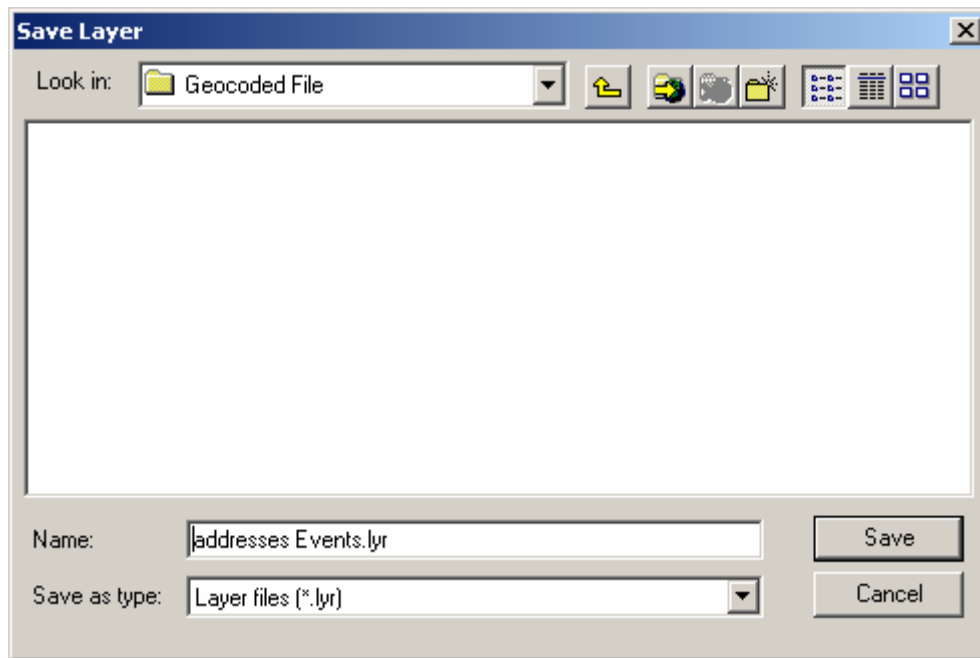 Save Layer
Look in: Geocoded File
Name: addresses Events.lyr Save
Save as type: Layer files (*.lyr) Cancel